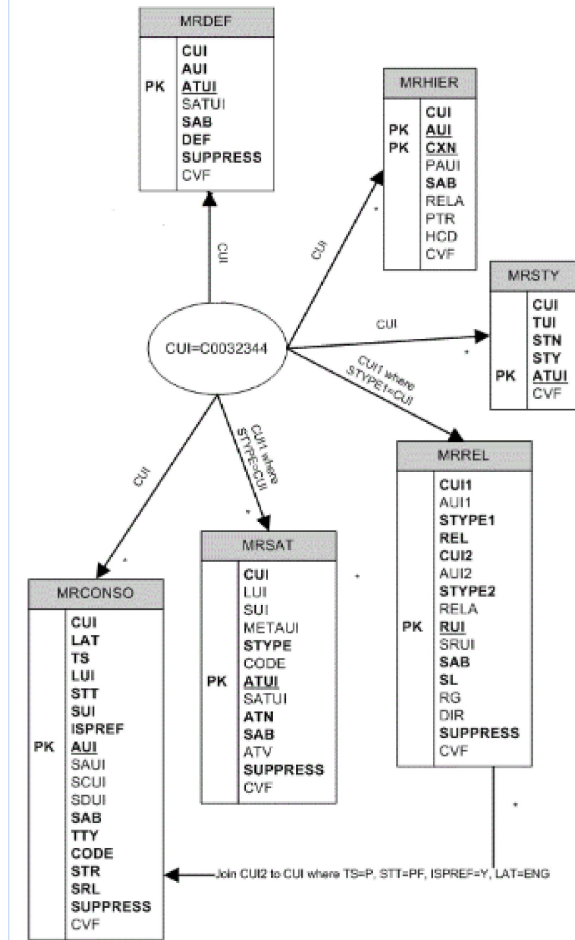 MRDEF
CUI
AUI
PK ATUI
SATUI
SAB
DEF
SUPPRESS
CVF
MRHIER
CUI
PK AUI
PK CXN
PAUI
SAB
RELA
PTR
HCD
CVF
MRSTY
CUI
TUI
STN
STY
PK ATUI
CVF
CUI
CUI
CUI
CUI=C0032344
CUI1 where
STYPE1=CUI
CUI1 where
STYPE=CUI
CUI
MRREL
CUI1
AUI1
STYPE1
REL
CUI2
AUI2
STYPE2
RELA
PK RUI
SRUI
SAB
SL
RG
DIR
SUPPRESS
CVF
MRSAT
CUI
LUI
SUI
METAUI
STYPE
CODE
PK ATUI
SATUI
ATN
SAB
ATV
SUPPRESS
CVF
MRCONSO
CUI
LAT
TS
LUI
STT
SUI
ISPREF
PK AUI
SAUI
SCUI
SDUI
SAB
TTY
CODE
STR
SRL
SUPPRESS
CVF
Join CUI2 to CUI where TS=P, STT=PF, ISPREF=Y, LAT=ENG